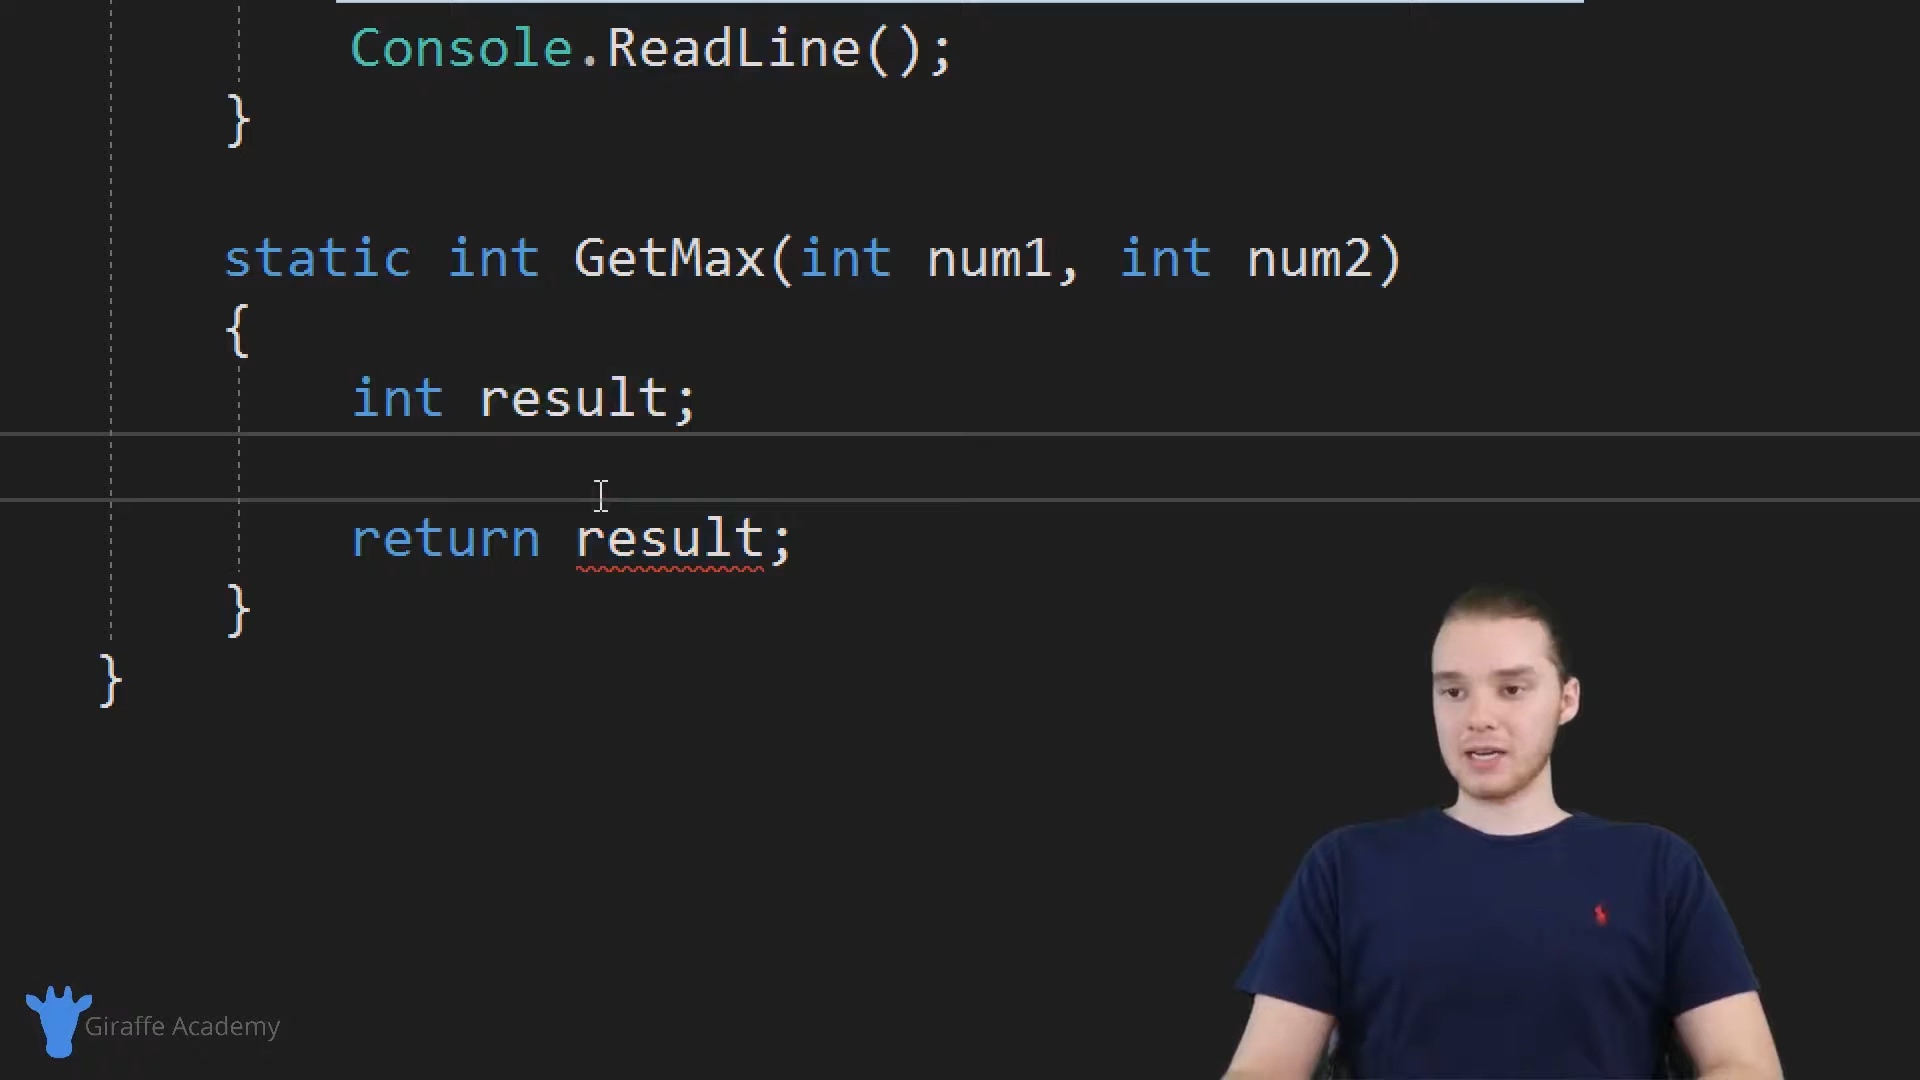 Console.ReadLine();
}
static int GetMax(int num1, int num2)
{
int result;
return result;
}
}
Giraffe Academy